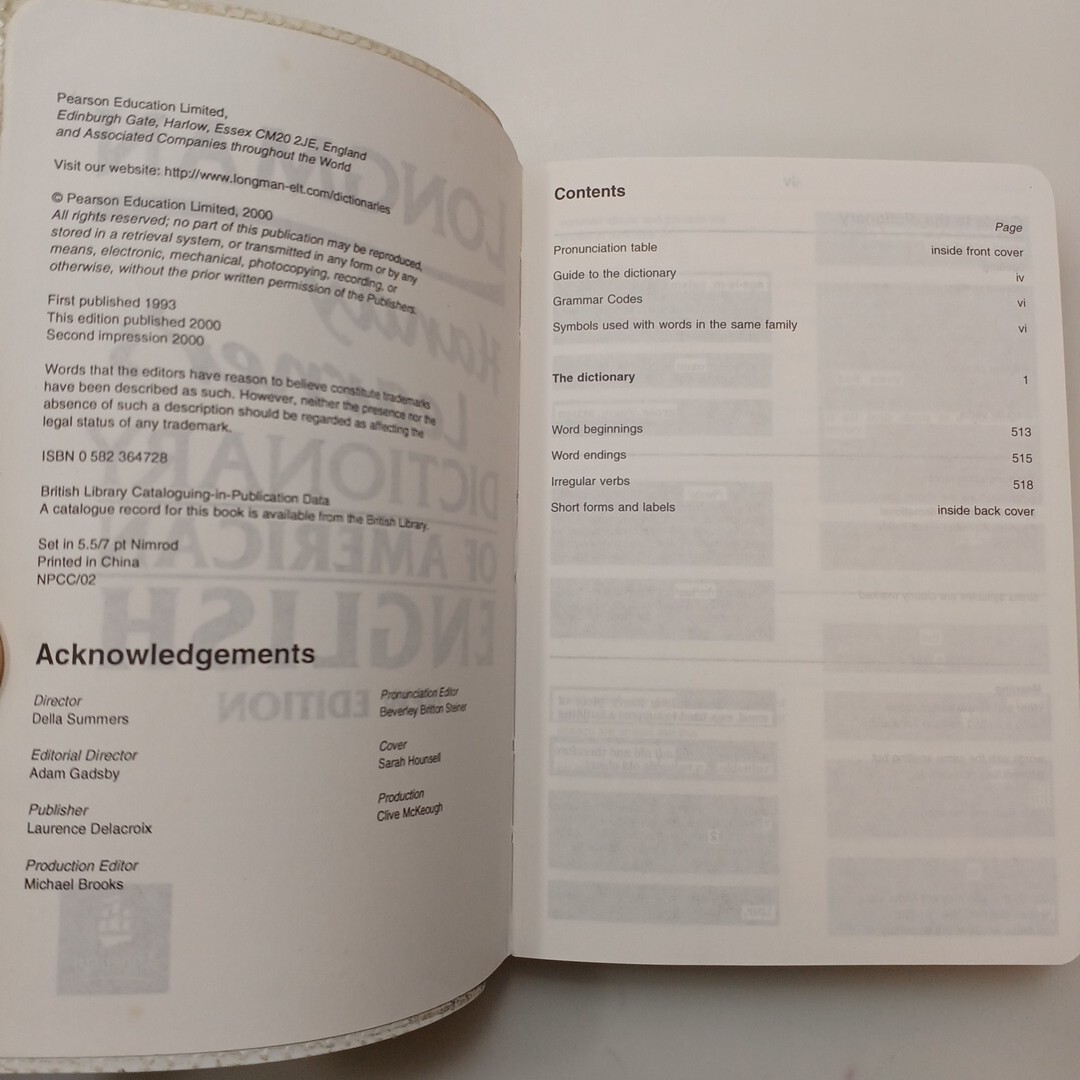 Pearson Education Limited,
Edinburgh Gate, Harlow, Essex CM20 2JE, England
and Associated Companies throughout the World
Visit our website: http://www.longman-elt.com/dictionaries
© Pearson Education Limited, 2000
All rights reserved; no part of this publication may be reproduced,
stored in a retrieval system, or transmitted in any form or by any
means, electronic, mechanical, photocopying, recording, or
otherwise, without the prior written permission of the Publishers.
First published 1993
This edition published 2000
Second impression 2000
Words that the editors have reason to believe constitute trademarks
have been described as such. However, neither the presence nor the
absence of such a description should be regarded as affecting the
legal status of any trademark.
ISBN 0 582 364728
British Library Cataloguing-in-Publication Data
A catalogue record for this book is available from the British Library.
Set in 5.5/7 pt Nimrod
Printed in China
NPCC/02
Acknowledgements
Director
Della Summers
Editorial Director
Adam Gadsby
Publisher
Laurence Delacroix
Production Editor
Michael Brooks
Pronunciation Editor
Beverley Britton Steiner
Cover
Sarah Hounsell
Production
Clive McKeough
Contents
Page
Pronunciation table inside front cover
Guide to the dictionary iv
Grammar Codes vi
Symbols used with words in the same family vi
The dictionary 1
Word beginnings 513
Word endings 515
Irregular verbs 518
Short forms and labels inside back cover